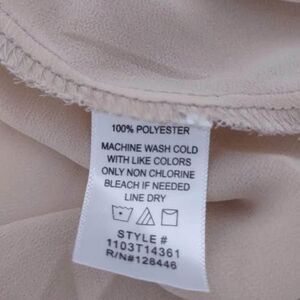 100% POLYESTER
MACHINE WASH COLD
WITH LIKE COLORS
ONLY NON CHLORINE
BLEACH IF NEEDED
LINE DRY
STYLE #
1103T14361
R/N#128446